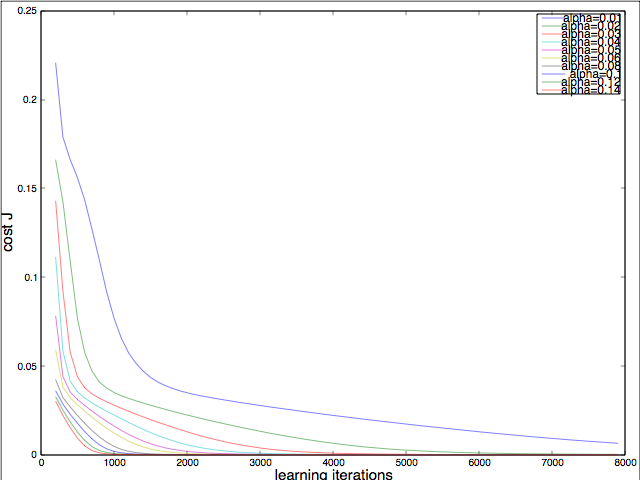 0.25
0.2
0.15
0.1
0.05
0
cost J
alpha=0.01
alpha=0.02
alpha=0.03
alpha=0.04
alpha=0.05
alpha=0.06
alpha=0.08
alpha=0.1
alpha=0.12
alpha=0.14
0 1000 2000 3000 4000 5000 6000 7000 8000
learning iterations